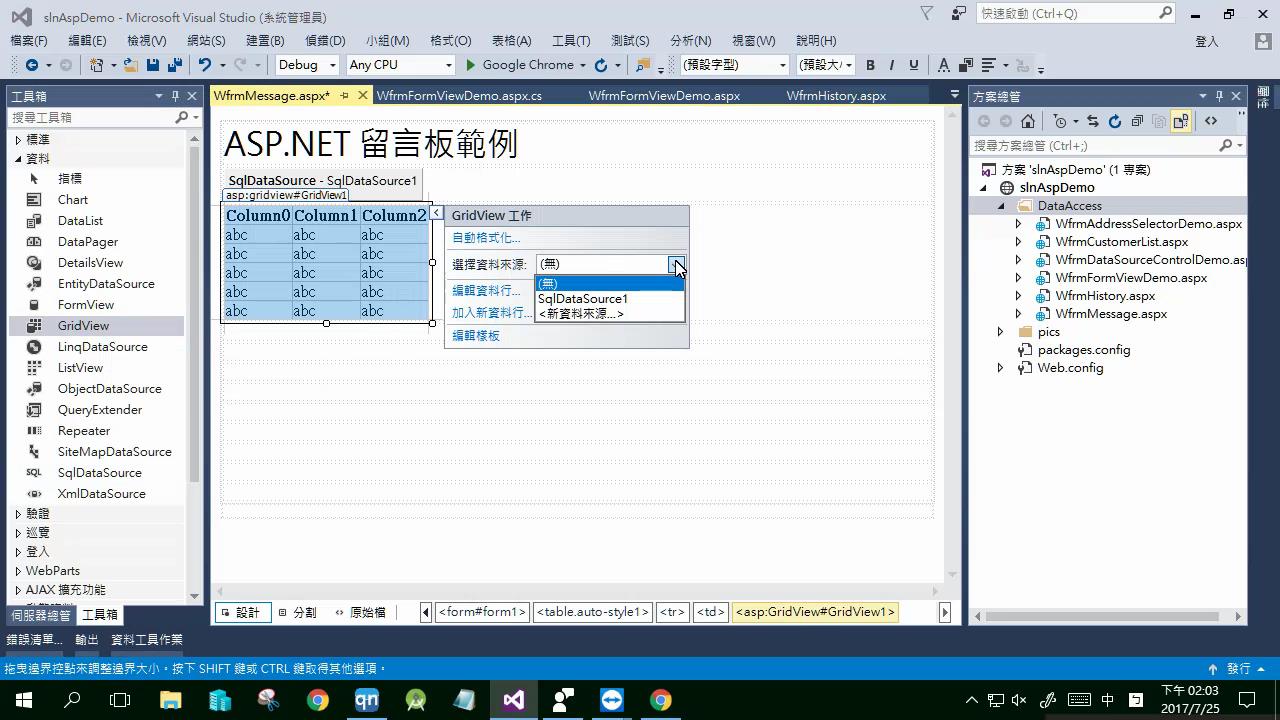 slnAspDemo - Microsoft Visual Studio (系統管理員)
快速啟動 (Ctrl+Q)
檔案(F) 編輯(E) 檢視(V) 網站(S) 建置(B) 偵錯(D) 小組(M) 格式(O) 表格(A) 工具(T) 測試(S) 分析(N) 視窗(W) 說明(H)
登入
Debug Any CPU Google Chrome (預設字型) (預設大/ B I U A
工具箱
搜尋工具箱
標準
資料
指標
Chart
DataList
DataPager
DetailsView
EntityDataSource
FormView
GridView
LinqDataSource
ListView
ObjectDataSource
QueryExtender
Repeater
SiteMapDataSource
SQL SqlDataSource
XmlDataSource
驗證
巡覽
登入
WebParts
AJAX 擴充功能
伺服器總管 工具箱
WfrmMessage.aspx* WfrmFormViewDemo.aspx.cs WfrmFormViewDemo.aspx WfrmHistory.aspx
ASP.NET 留言板範例
SqlDataSource - SqlDataSource1
asp:gridview#GridView1
Column0 Column1 Column2
abc abc abc
abc abc abc
abc abc abc
abc abc abc
abc abc abc
GridView 工作
自動格式化...
選擇資料來源: (無)
(無)
SqlDataSource1
<新資料來源...>
編輯資料行...
加入新資料行...
編輯樣板
設計 分割 原始檔
<form#form1> <table.auto-style1> <tr> <td> <asp:GridView#GridView1>
方案總管
搜尋方案總管 (Ctrl+;)
方案 'slnAspDemo' (1 專案)
slnAspDemo
DataAccess
WfrmAddressSelectorDemo.aspx
WfrmCustomerList.aspx
WfrmDataSourceControlDemo.asp
WfrmFormViewDemo.aspx
WfrmHistory.aspx
WfrmMessage.aspx
pics
packages.config
Web.config
錯誤清單... 輸出 資料工具作業
拖曳邊界控點來調整邊界大小。按下 SHIFT 鍵或 CTRL 鍵取得其他選項。
發行
qn
中
下午 02:03
2017/7/25